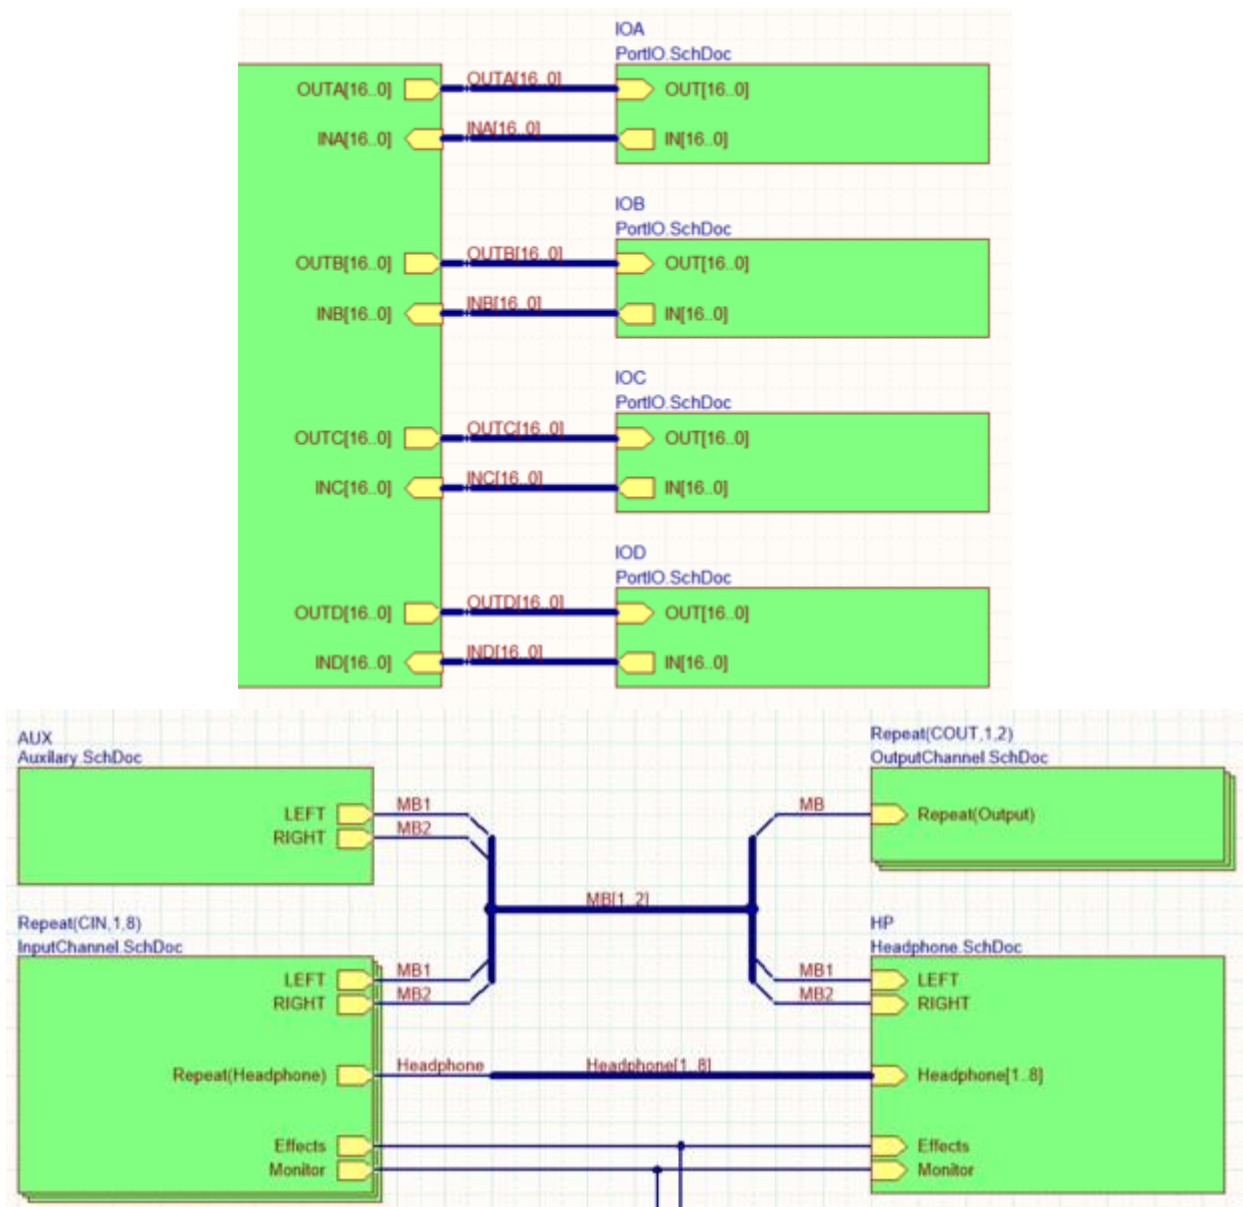 IOA
PortIO.SchDoc
OUTA[16..0] OUTA[16..0] OUT[16..0]
INA[16..0] INA[16..0] IN[16..0]
IOB
PortIO.SchDoc
OUTB[16..0] OUTB[16..0] OUT[16..0]
INB[16..0] INB[16..0] IN[16..0]
IOC
PortIO.SchDoc
OUTC[16..0] OUTC[16..0] OUT[16..0]
INC[16..0] INC[16..0] IN[16..0]
IOD
PortIO.SchDoc
OUTD[16..0] OUTD[16..0] OUT[16..0]
IND[16..0] IND[16..0] IN[16..0]
AUX Repeat(COUT,1,2)
Auxilary.SchDoc OutputChannel.SchDoc
LEFT MB1 MB Repeat(Output)
RIGHT MB2
MB[1..2]
Repeat(CIN,1,8) HP
InputChannel.SchDoc Headphone.SchDoc
LEFT MB1 MB1 LEFT
RIGHT MB2 MB2 RIGHT
Repeat(Headphone) Headphone Headphone[1..8] Headphone[1..8]
Effects Effects
Monitor Monitor